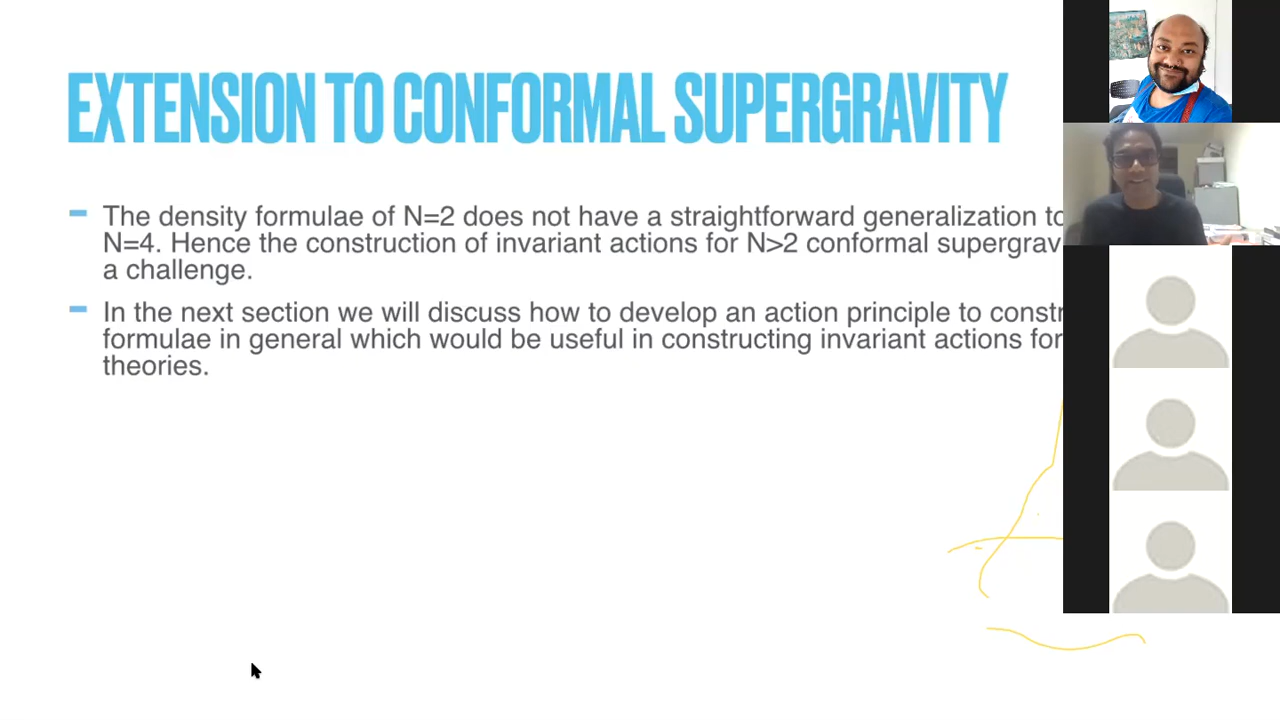 EXTENSION TO CONFORMAL SUPERGRAVITY
The density formulae of N=2 does not have a straightforward generalization to
N=4. Hence the construction of invariant actions for N>2 conformal
a challenge.
In the next section we will discuss how to develop an action principle to
formulae in general which would be useful in constructing invariant actions for
theories.